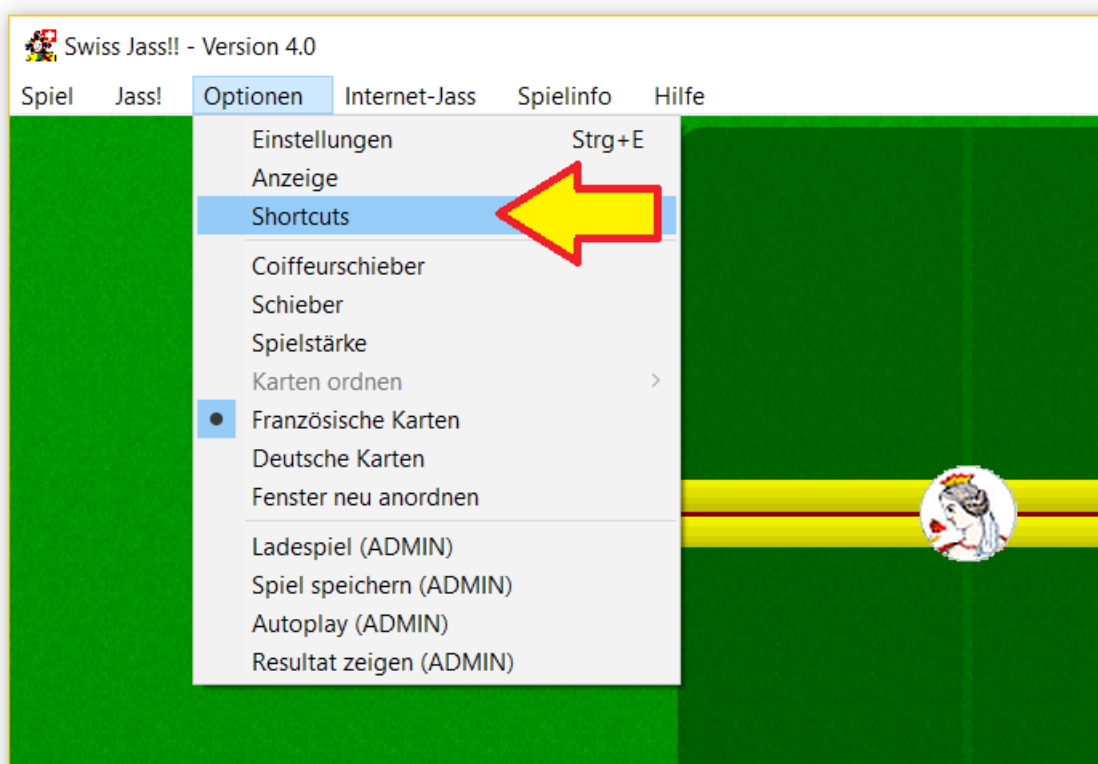 Swiss Jass!! - Version 4.0
Spiel Jass! Optionen Internet-Jass Spielinfo Hilfe
Einstellungen Strg+E
Anzeige
Shortcuts
Coiffeurschieber
Schieber
Spielstärke
Karten ordnen
Französische Karten
Deutsche Karten
Fenster neu anordnen
Ladespiel (ADMIN)
Spiel speichern (ADMIN)
Autoplay (ADMIN)
Resultat zeigen (ADMIN)